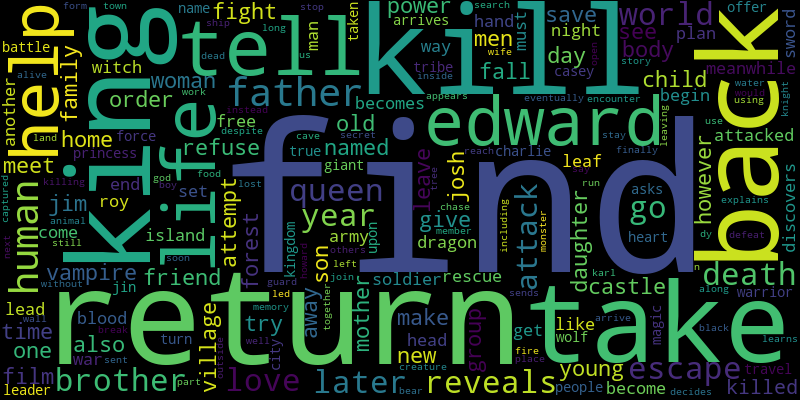 form
town
name
fight
power
offer
ship
long
stop
taken
save
world
arrives
hand
must
night
see
plan
sword
battle
help
family
king
tell
kill
back
us
man
men
way
day
body
another
witch
dead
wife
search
open
alive
woman
father
tribe
fall
casey
story
child
meanwhile
order
work
becomes
inside
begin
water
would
using
home
life
free
instead
appears
eventually
encounter
attacked
knight
land
force
despite
old
cave
edward
stay
finally
leaving
use
meet
princess
refuse
true
secret
named
reach
charlie
however
end
god
boy
food
giant
leave
josh
leaf
run
asks
explains
human
captured
killing
roy
set
lost
queen
tree
discovers
jim
animal
attempt
year
chase
give
attack
including
monster
go
heart
defeat
come
still
island
forest
kingdom
army
upon
member
daughter
dy
next
soon
son
dragon
karl
vampire
friend
find
left
others
join
soldier
rescue
sends
castle
death
without
jin
guard
led
together
mother
lead
wall
blood
return
take
along
warrior
time
break
turn
village
try
memory
away
make
group
get
like
arrive
black
magic
learns
one
also
war
sent
city
well
head
new
fire
place
wolf
young
escape
travel
film
leader
brother
part
love
later
creature
bear
reveals
people
become
decides
killed
outside